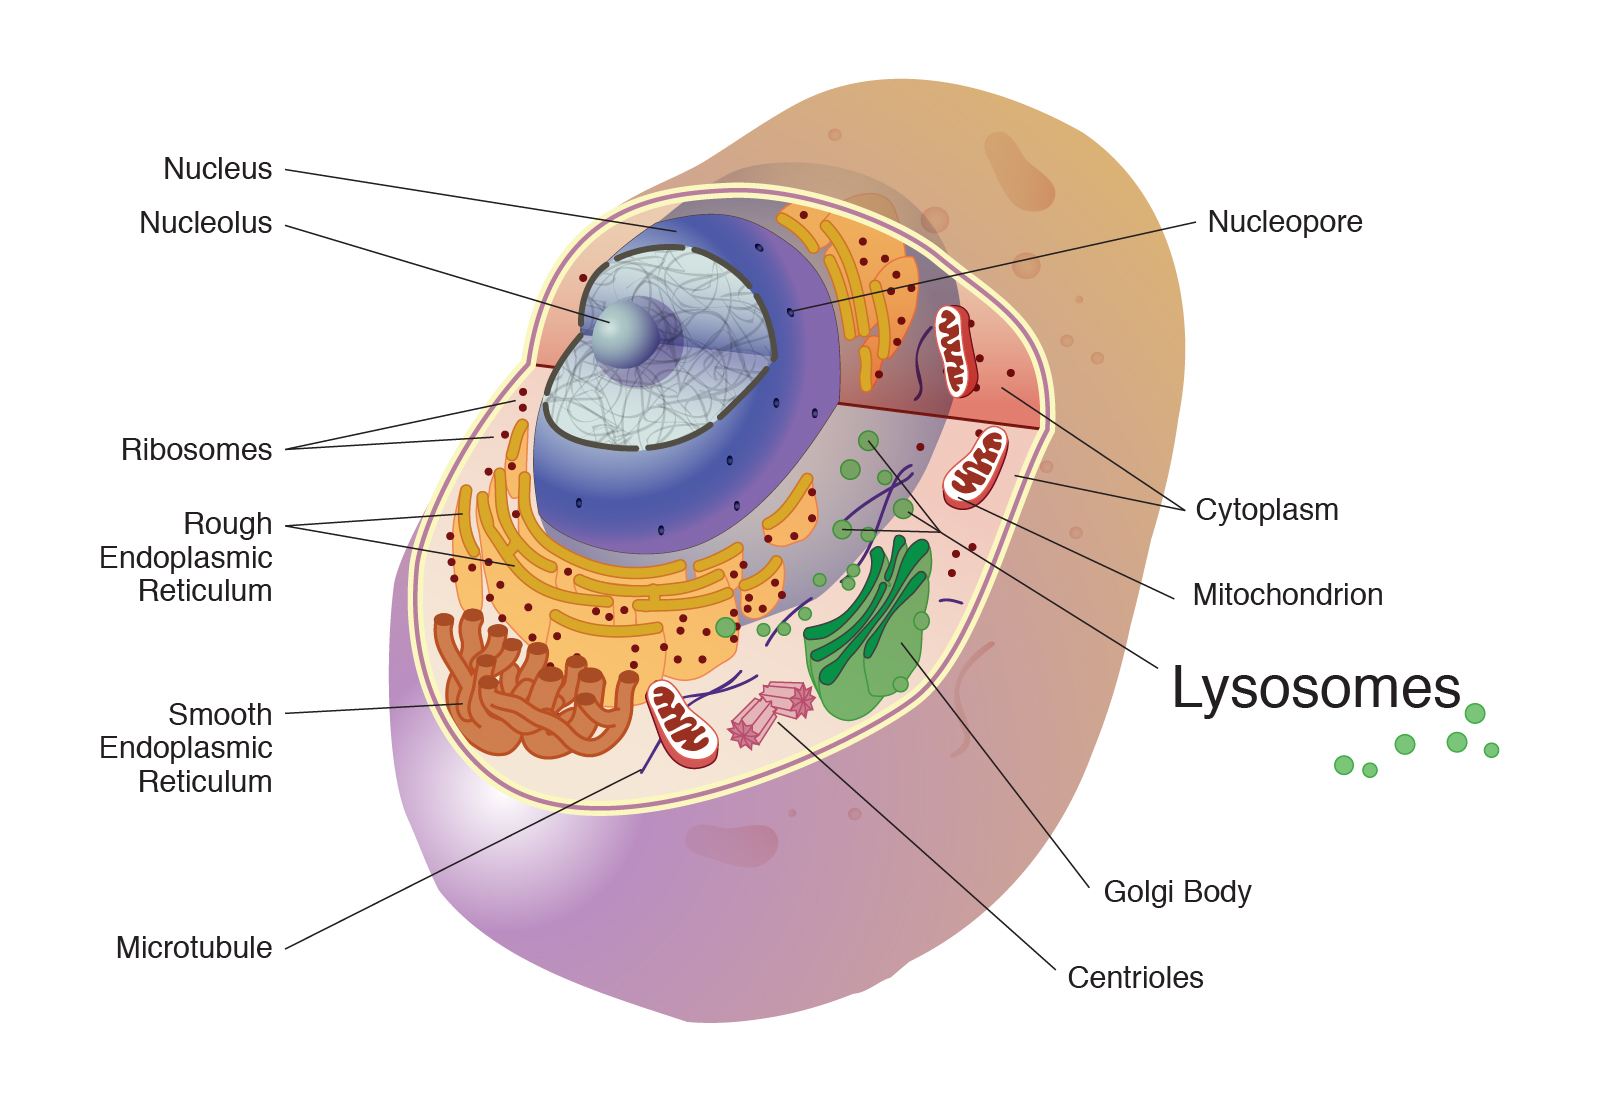 Nucleus
Nucleolus
Ribosomes
Rough
Endoplasmic
Reticulum
Smooth
Endoplasmic
Reticulum
Microtubule
Nucleopore
Cytoplasm
Mitochondrion
Lysosomes
Golgi Body
Centrioles